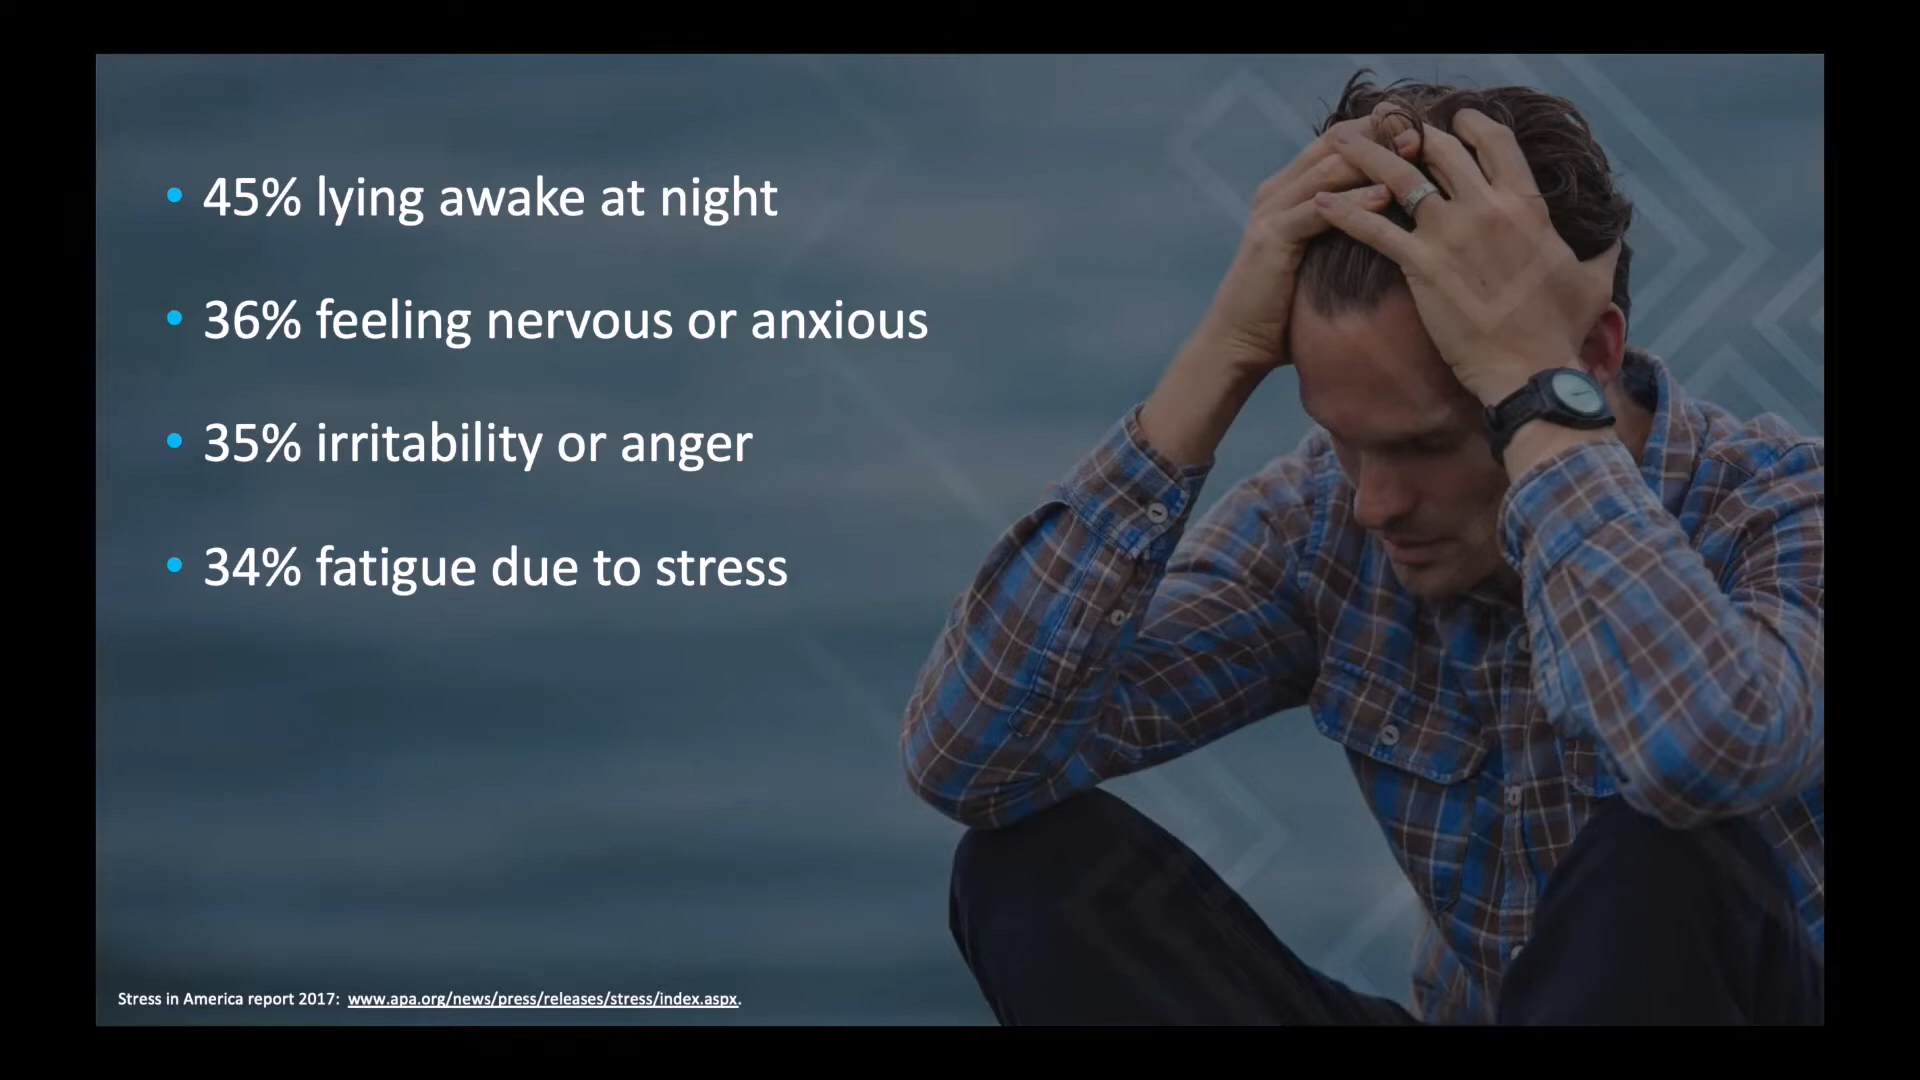 • 45% lying awake at night
• 36% feeling nervous or anxious
• 35% irritability or anger
• 34% fatigue due to stress
Stress in America report 2017: www.apa.org/news/press/releases/stress/index.aspx.